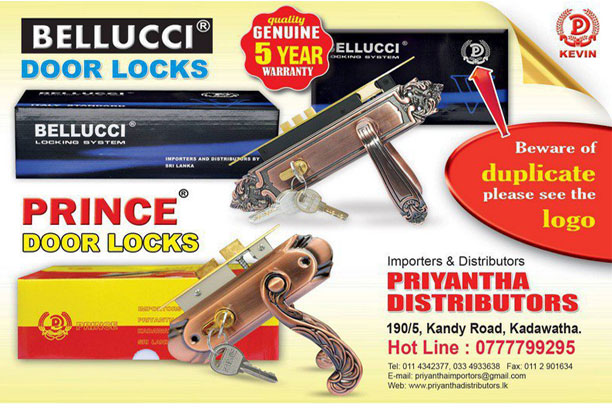 BELLUCCI®
DOOR LOCKS
quality
GENUINE
5 YEAR
WARRANTY
P
KEVIN
BELLUCCI®
LOCKING SYSTEM
BELLUCCI®
LOCKING SYSTEM
IMPORTERS AND DISTRIBUTORS BY
SRI LANKA
Beware of
duplicate
please see the
logo
PRINCE®
DOOR LOCKS
P PRINCE
Importers & Distributors
PRIYANTHA
DISTRIBUTORS
190/5, Kandy Road, Kadawatha.
Hot Line : 0777799295
Tel: 011 4342377, 033 4933638 Fax: 011 2 901634
E-mail: priyanthaimportors@gmail.com
Web: www.priyanthadistributors.lk